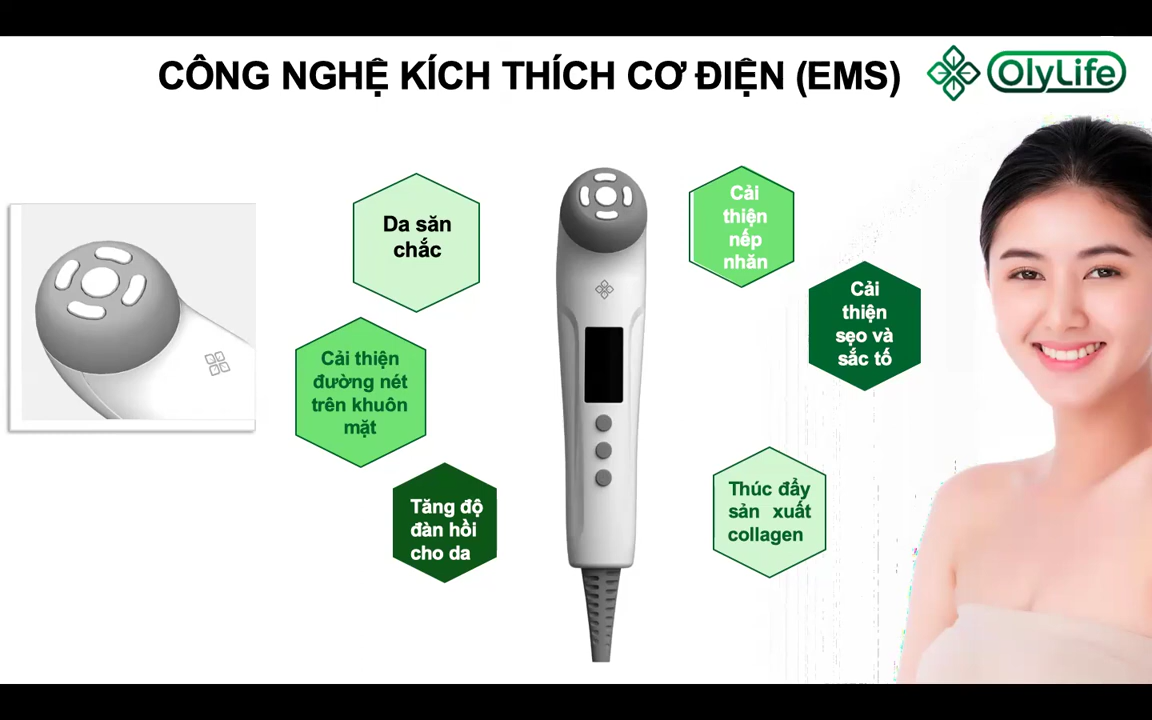 CÔNG NGHỆ KÍCH THÍCH CƠ ĐIỆN (EMS)
OlyLife
Da săn
chắc
Cải
thiện
nếp
nhăn
Cải
thiện
sẹo và
sắc tố
Cải thiện
đường nét
trên khuôn
mặt
Tăng độ
đàn hồi
cho da
Thúc đẩy
sản xuất
collagen